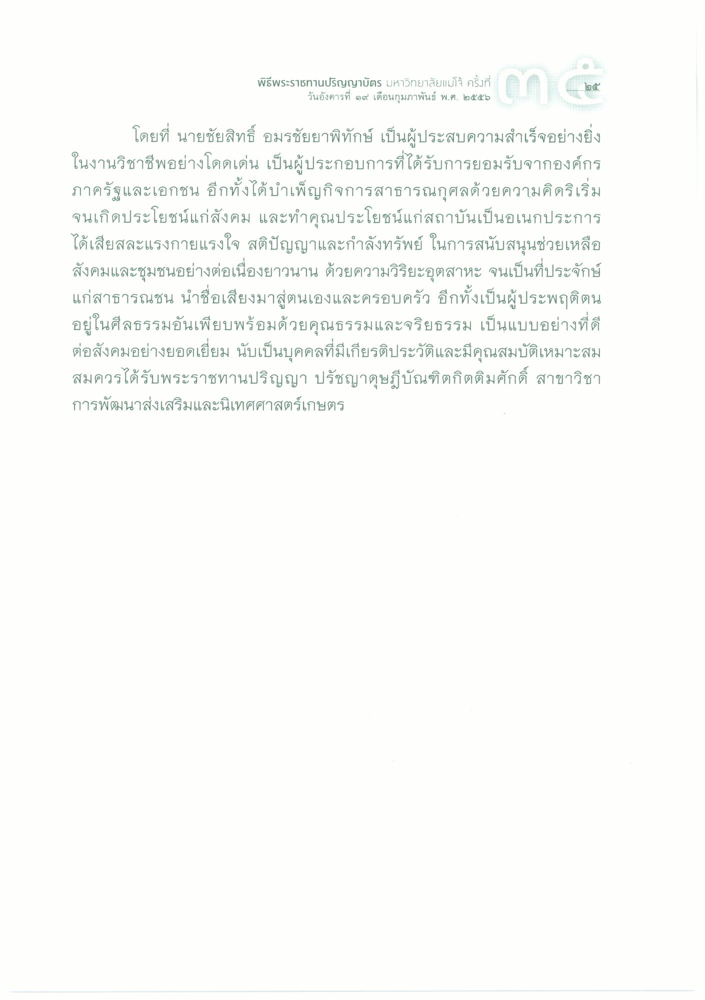 พิธีพระราชทานปริญญาบัตร มหาวิทยาลัยแม่โจ้ ครั้งที่ ๓๕
วันอังคารที่ ๑๙ เดือนกุมภาพันธ์ พ.ศ. ๒๕๕๖
๒๕
โดยที่ นายชัยสิทธิ์ อมรชัยยาพิทักษ์ เป็นผู้ประสบความสำเร็จอย่างยิ่ง
ในงานวิชาชีพอย่างโดดเด่น เป็นผู้ประกอบการที่ได้รับการยอมรับจากองค์กร
ภาครัฐและเอกชน อีกทั้งได้บำเพ็ญกิจการสาธารณกุศลด้วยความคิดริเริ่ม
จนเกิดประโยชน์แก่สังคม และทำคุณประโยชน์แก่สถาบันเป็นอเนกประการ
ได้เสียสละแรงกายแรงใจ สติปัญญาและกำลังทรัพย์ ในการสนับสนุนช่วยเหลือ
สังคมและชุมชนอย่างต่อเนื่องยาวนาน ด้วยความวิริยะอุตสาหะ จนเป็นที่ประจักษ์
แก่สาธารณชน นำชื่อเสียงมาสู่ตนเองและครอบครัว อีกทั้งเป็นผู้ประพฤติตน
อยู่ในศีลธรรมอันเพียบพร้อมด้วยคุณธรรมและจริยธรรม เป็นแบบอย่างที่ดี
ต่อสังคมอย่างยอดเยี่ยม นับเป็นบุคคลที่มีเกียรติประวัติและมีคุณสมบัติเหมาะสม
สมควรได้รับพระราชทานปริญญา ปรัชญาดุษฎีบัณฑิตกิตติมศักดิ์ สาขาวิชา
การพัฒนาส่งเสริมและนิเทศศาสตร์เกษตร